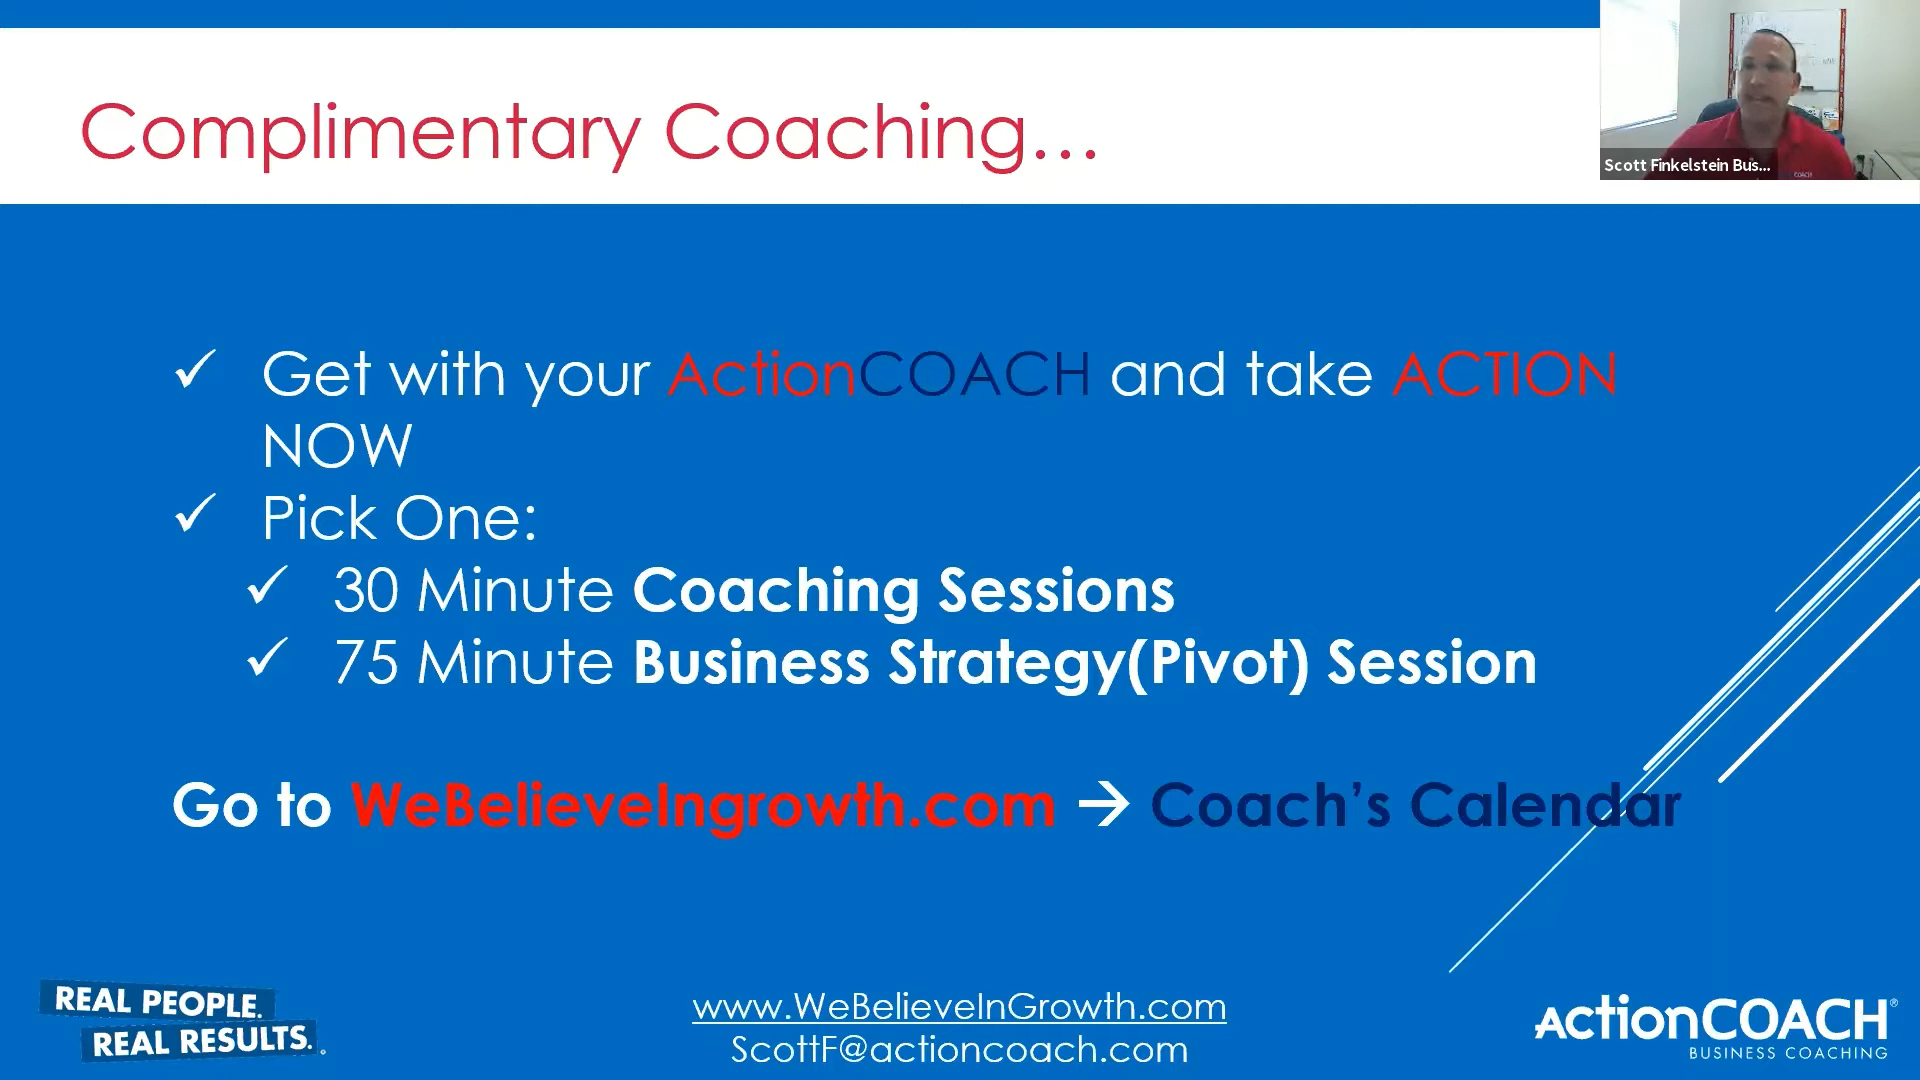 Complimentary Coaching...
Scott Finkelstein Bus...
✓ Get with your ActionCOACH and take ACTION
NOW
✓ Pick One:
✓ 30 Minute Coaching Sessions
✓ 75 Minute Business Strategy(Pivot) Session
Go to WeBelieveIngrowth.com → Coach's Calendar
REAL PEOPLE.
REAL RESULTS.
www.WeBelieveInGrowth.com
ScottF@actioncoach.com
ActionCOACH®
BUSINESS COACHING